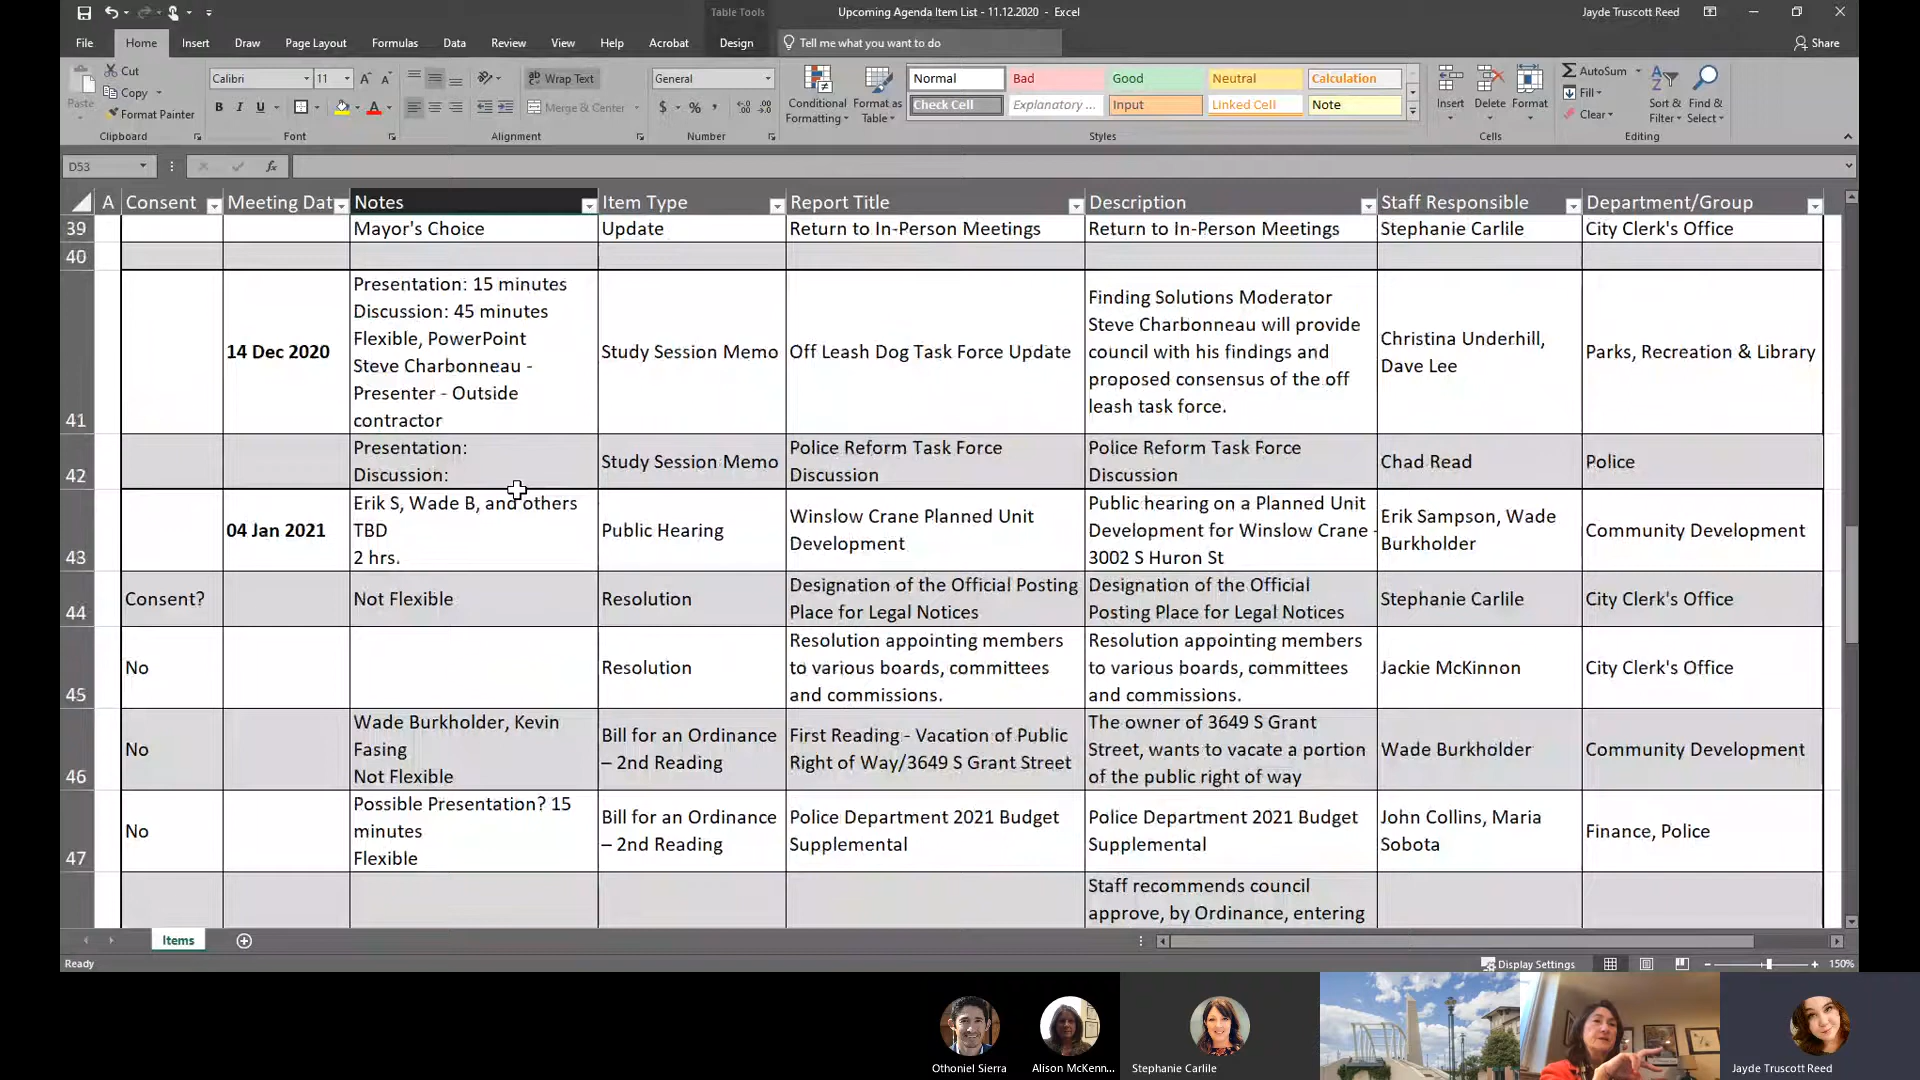 Table Tools
Upcoming Agenda Item List - 11.12.2020 - Excel
Jayde Truscott Reed
File Home Insert Draw Page Layout Formulas Data Review View Help Acrobat Design Tell me what you want to do Share
Paste
Cut
Copy
Format Painter
Clipboard
Calibri 11
B I U
Font
Wrap Text
Merge & Center
Alignment
General
$ % ,
Number
Conditional
Formatting
Format as
Table
Normal Bad Good Neutral Calculation
Check Cell Explanatory ... Input Linked Cell Note
Styles
Insert Delete Format
Cells
AutoSum
Fill
Clear
Sort &
Filter
Find &
Select
Editing
D53
fx
A Consent Meeting Dat Notes Item Type Report Title Description Staff Responsible Department/Group
39 Mayor's Choice Update Return to In-Person Meetings Return to In-Person Meetings Stephanie Carlile City Clerk's Office
40
41
14 Dec 2020
Presentation: 15 minutes
Discussion: 45 minutes
Flexible, PowerPoint
Steve Charbonneau -
Presenter - Outside
contractor
Study Session Memo
Off Leash Dog Task Force Update
Finding Solutions Moderator
Steve Charbonneau will provide
council with his findings and
proposed consensus of the off
leash task force.
Christina Underhill,
Dave Lee
Parks, Recreation & Library
42
Presentation:
Discussion:
Study Session Memo
Police Reform Task Force
Discussion
Police Reform Task Force
Discussion
Chad Read
Police
43
04 Jan 2021
Erik S, Wade B, and others
TBD
2 hrs.
Public Hearing
Winslow Crane Planned Unit
Development
Public hearing on a Planned Unit
Development for Winslow Crane -
3002 S Huron St
Erik Sampson, Wade
Burkholder
Community Development
44
Consent?
Not Flexible
Resolution
Designation of the Official Posting
Place for Legal Notices
Designation of the Official
Posting Place for Legal Notices
Stephanie Carlile
City Clerk's Office
45
No
Resolution
Resolution appointing members
to various boards, committees
and commissions.
Resolution appointing members
to various boards, committees
and commissions.
Jackie McKinnon
City Clerk's Office
46
No
Wade Burkholder, Kevin
Fasing
Not Flexible
Bill for an Ordinance
– 2nd Reading
First Reading - Vacation of Public
Right of Way/3649 S Grant Street
The owner of 3649 S Grant
Street, wants to vacate a portion
of the public right of way
Wade Burkholder
Community Development
47
No
Possible Presentation? 15
minutes
Flexible
Bill for an Ordinance
– 2nd Reading
Police Department 2021 Budget
Supplemental
Police Department 2021 Budget
Supplemental
John Collins, Maria
Sobota
Finance, Police
Staff recommends council
approve, by Ordinance, entering
Items
Ready
Display Settings
150%
Othoniel Sierra
Alison McKenn...
Stephanie Carlile
Jayde Truscott Reed